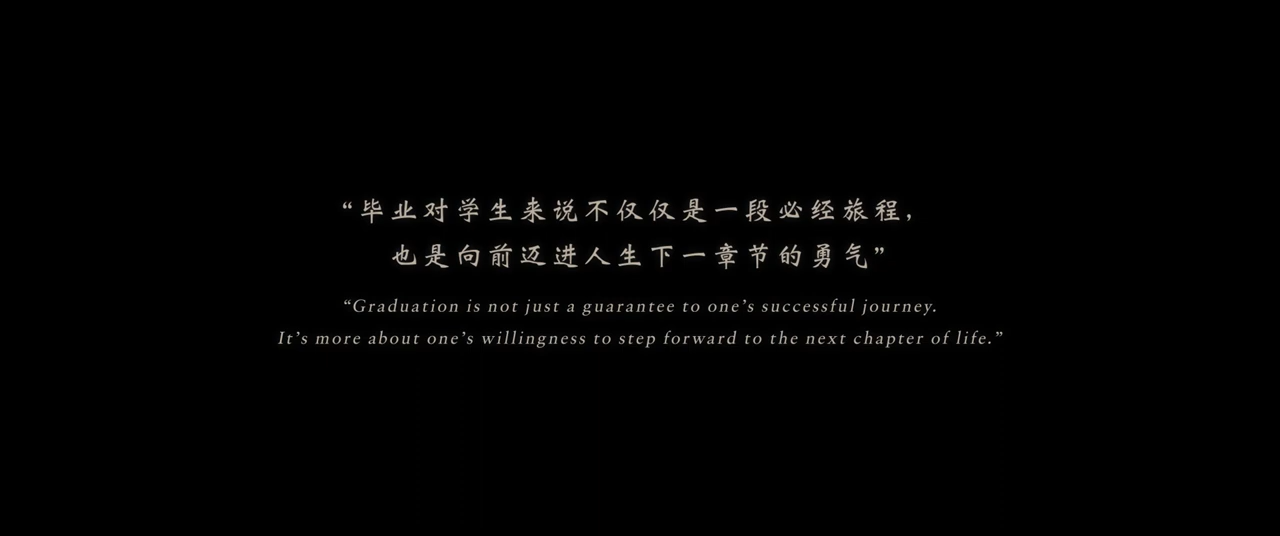 “毕业对学生来说不仅仅是一段必经旅程，
也是向前迈进人生下一章节的勇气”
“Graduation is not just a guarantee to one’s successful journey.
It’s more about one’s willingness to step forward to the next chapter of life.”